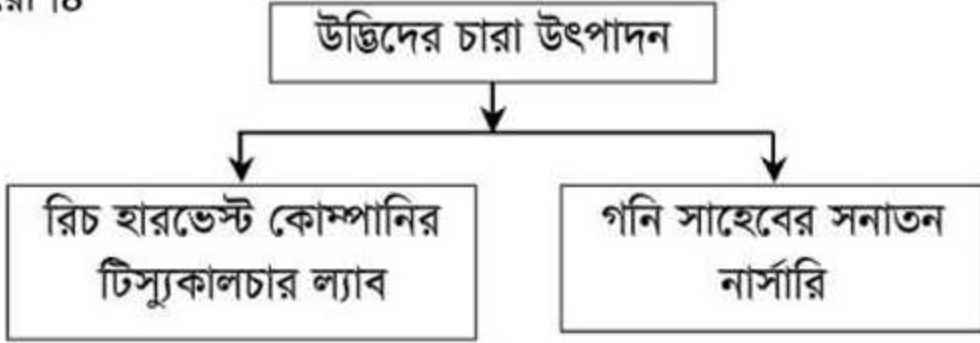 উদ্ভিদের চারা উৎপাদন
রিচ হারভেস্ট কোম্পানির
টিস্যুকালচার ল্যাব
গনি সাহেবের সনাতন
নার্সারি